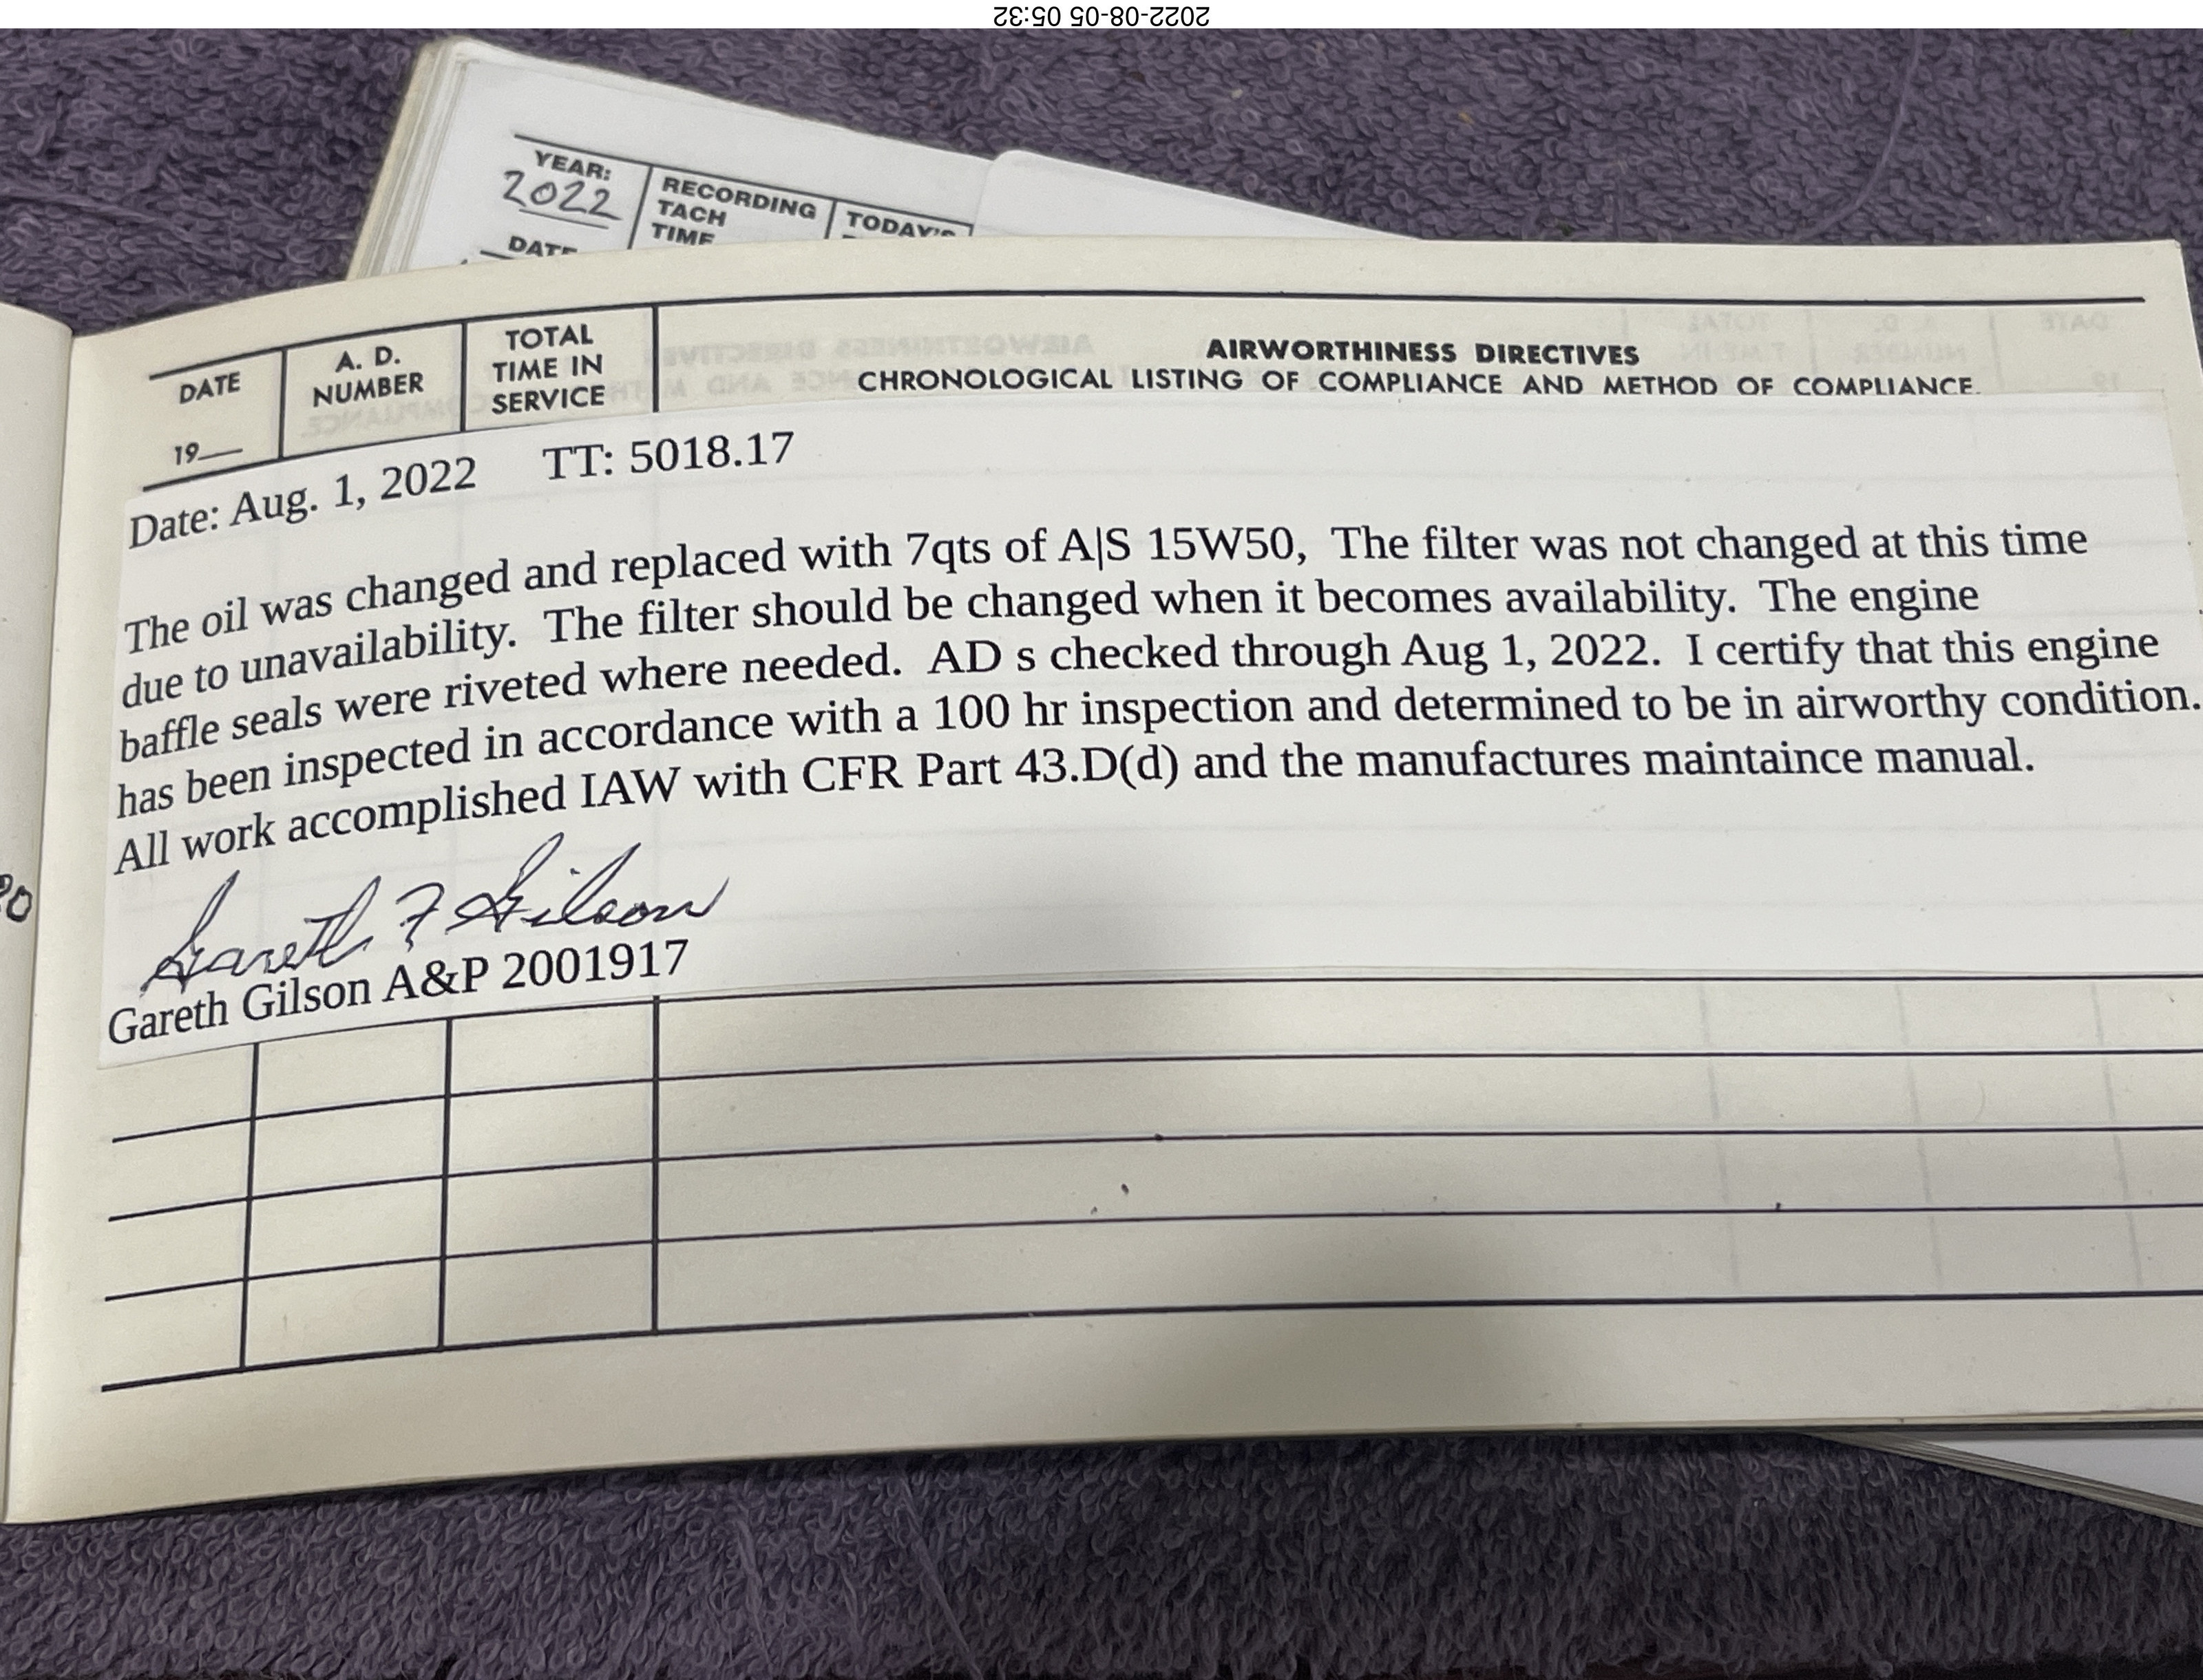 2022-08-05 05:32
YEAR:
2022
RECORDING
TACH
TIME
TODAY'S
DATE
DATE
19
A. D.
NUMBER
TOTAL
TIME IN
SERVICE
AIRWORTHINESS DIRECTIVES
CHRONOLOGICAL LISTING OF COMPLIANCE AND METHOD OF COMPLIANCE.
Date: Aug. 1, 2022 TT: 5018.17
The oil was changed and replaced with 7qts of A|S 15W50, The filter was not changed at this time
due to unavailability. The filter should be changed when it becomes availability. The engine
baffle seals were riveted where needed. AD s checked through Aug 1, 2022. I certify that this engine
has been inspected in accordance with a 100 hr inspection and determined to be in airworthy condition.
All work accomplished IAW with CFR Part 43.D(d) and the manufactures maintaince manual.
Gareth F Gilson
Gareth Gilson A&P 2001917